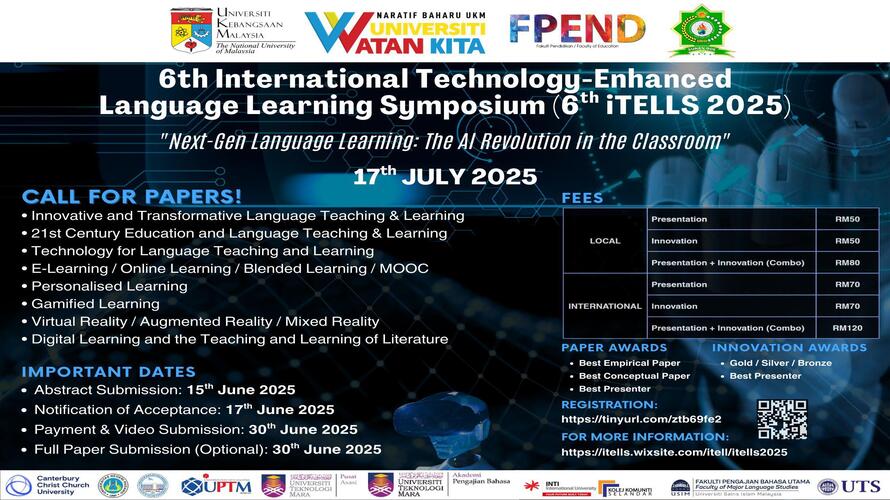 UNIVERSITI
KEBANGSAAN
MALAYSIA
The National University
of Malaysia
NARATIF BAHARU UKM
UNIVERSITI
WATAN KITA
FPEND
Fakulti Pendidikan / Faculty of Education
6th International Technology-Enhanced
Language Learning Symposium (6th iTELLS 2025)
"Next-Gen Language Learning: The AI Revolution in the Classroom"
17th JULY 2025
CALL FOR PAPERS!
• Innovative and Transformative Language Teaching & Learning
• 21st Century Education and Language Teaching & Learning
• Technology for Language Teaching and Learning
• E-Learning / Online Learning / Blended Learning / MOOC
• Personalised Learning
• Gamified Learning
• Virtual Reality / Augmented Reality / Mixed Reality
• Digital Learning and the Teaching and Learning of Literature
IMPORTANT DATES
• Abstract Submission: 15th June 2025
• Notification of Acceptance: 17th June 2025
• Payment & Video Submission: 30th June 2025
• Full Paper Submission (Optional): 30th June 2025
FEES
LOCAL
Presentation RM50
Innovation RM50
Presentation + Innovation (Combo) RM80
INTERNATIONAL
Presentation RM70
Innovation RM70
Presentation + Innovation (Combo) RM120
PAPER AWARDS
• Best Empirical Paper
• Best Conceptual Paper
• Best Presenter
INNOVATION AWARDS
• Gold / Silver / Bronze
• Best Presenter
REGISTRATION:
https://tinyurl.com/ztb69fe2
FOR MORE INFORMATION:
https://itells.wixsite.com/itell/itells2025
Canterbury
Christ Church
University
UPTM
UNIVERSITI
TEKNOLOGI
MARA
Pusat
Asasi
UNIVERSITI
TEKNOLOGI
MARA
Akademi
Pengajian Bahasa
INTI
International University
KOLEJ KOMUNITI
SELANDAR
USIM
FAKULTI PENGAJIAN BAHASA UTAMA
Faculty of Major Language Studies
Universiti Sains Islam Malaysia
UTS